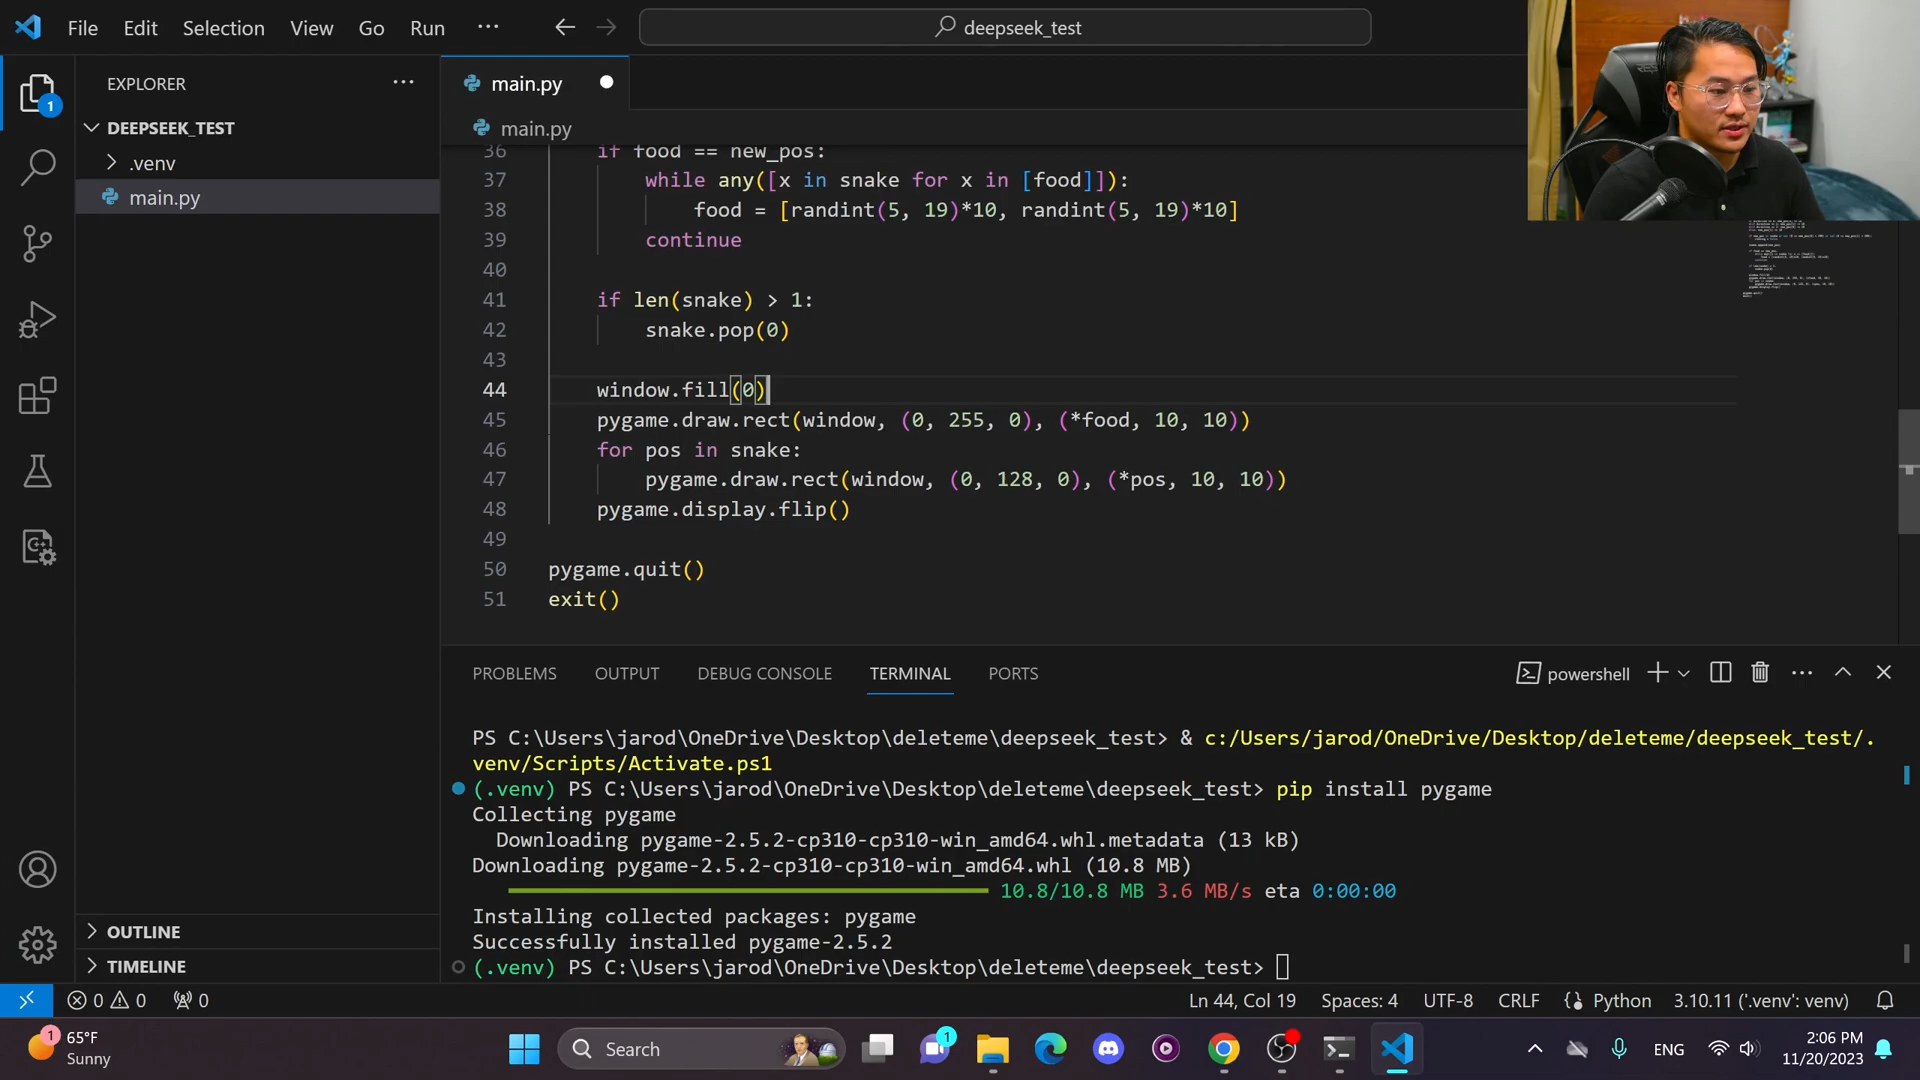 File Edit Selection View Go Run ··· deepseek_test
1
EXPLORER ···
DEEPSEEK_TEST
.venv
main.py
OUTLINE
TIMELINE
main.py
main.py
36 if food == new_pos:
37 while any([x in snake for x in [food]]):
38 food = [randint(5, 19)*10, randint(5, 19)*10]
39 continue
40
41 if len(snake) > 1:
42 snake.pop(0)
43
44 window.fill(0)
45 pygame.draw.rect(window, (0, 255, 0), (*food, 10, 10))
46 for pos in snake:
47 pygame.draw.rect(window, (0, 128, 0), (*pos, 10, 10))
48 pygame.display.flip()
49
50 pygame.quit()
51 exit()
PROBLEMS OUTPUT DEBUG CONSOLE TERMINAL PORTS powershell
PS C:\Users\jarod\OneDrive\Desktop\deleteme\deepseek_test> & c:/Users/jarod/OneDrive/Desktop/deleteme/deepseek_test/.
venv/Scripts/Activate.ps1
(.venv) PS C:\Users\jarod\OneDrive\Desktop\deleteme\deepseek_test> pip install pygame
Collecting pygame
Downloading pygame-2.5.2-cp310-cp310-win_amd64.whl.metadata (13 kB)
Downloading pygame-2.5.2-cp310-cp310-win_amd64.whl (10.8 MB)
10.8/10.8 MB 3.6 MB/s eta 0:00:00
Installing collected packages: pygame
Successfully installed pygame-2.5.2
(.venv) PS C:\Users\jarod\OneDrive\Desktop\deleteme\deepseek_test>
0 0 0 Ln 44, Col 19 Spaces: 4 UTF-8 CRLF Python 3.10.11 ('.venv': venv)
1 65°F
Sunny
Search
1
ENG
2:06 PM
11/20/2023